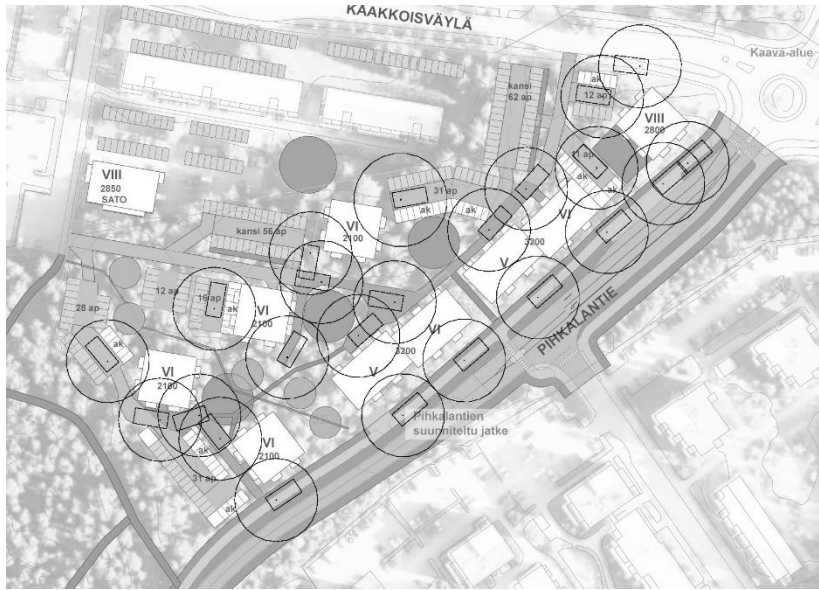 KAAKKOISVÄYLÄ
Kaava-alue
kansi
62 ap
ak
12 ap
VIII
2800
11 ap
ak
ak
VIII
2850
SATO
31 ap
ak
ak
VI
2100
kansi 56 ap
VI
3200
V
12 ap
16 ap
ak
28 ap
VI
2100
ak
VI
3200
V
PIHKALANTIE
VI
2100
Pihkalantien
suunniteltu jatke
VI
2100
ak
31 ap
ak